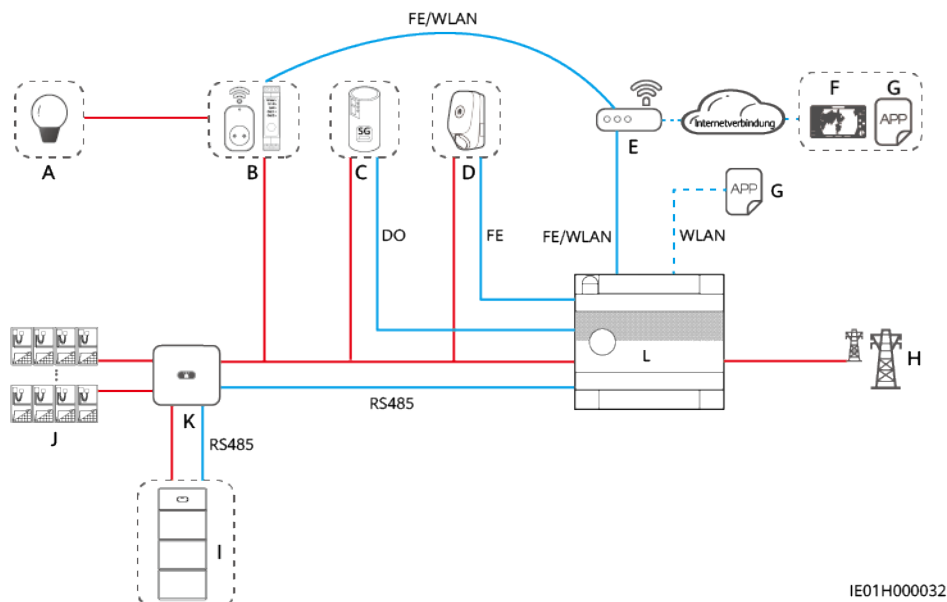 FE/WLAN
A
B
SG
C
D
E
Internetverbindung
F
G
APP
APP
G
DO
FE
FE/WLAN
WLAN
H
L
J
K
RS485
RS485
I
IE01H000032